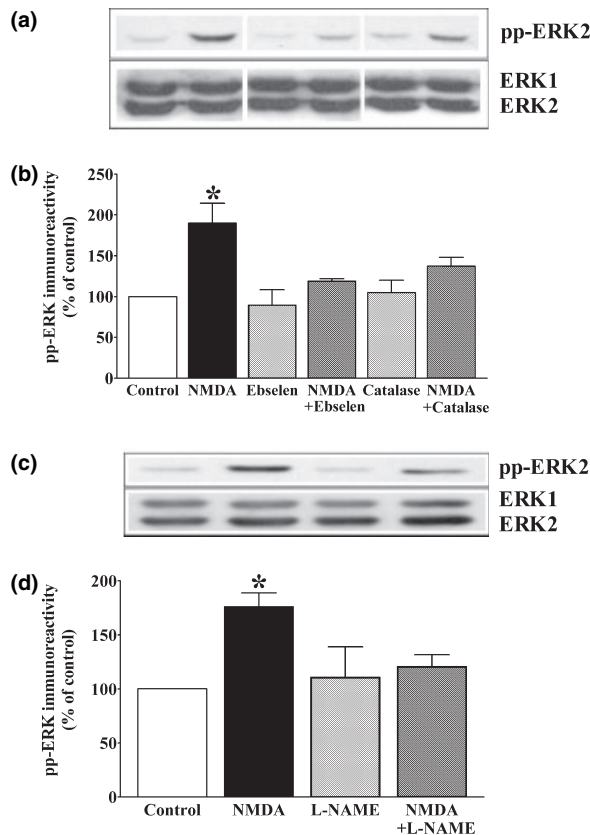 (a)
pp-ERK2
ERK1
ERK2
(b)
pp-ERK immunoreactivity
(% of control)
250
200
150
100
50
0
*
Control NMDA Ebselen NMDA Catalase NMDA
+Ebselen +Catalase
(c)
pp-ERK2
ERK1
ERK2
(d)
pp-ERK immunoreactivity
(% of control)
200
150
100
50
0
*
Control NMDA L-NAME NMDA
+L-NAME